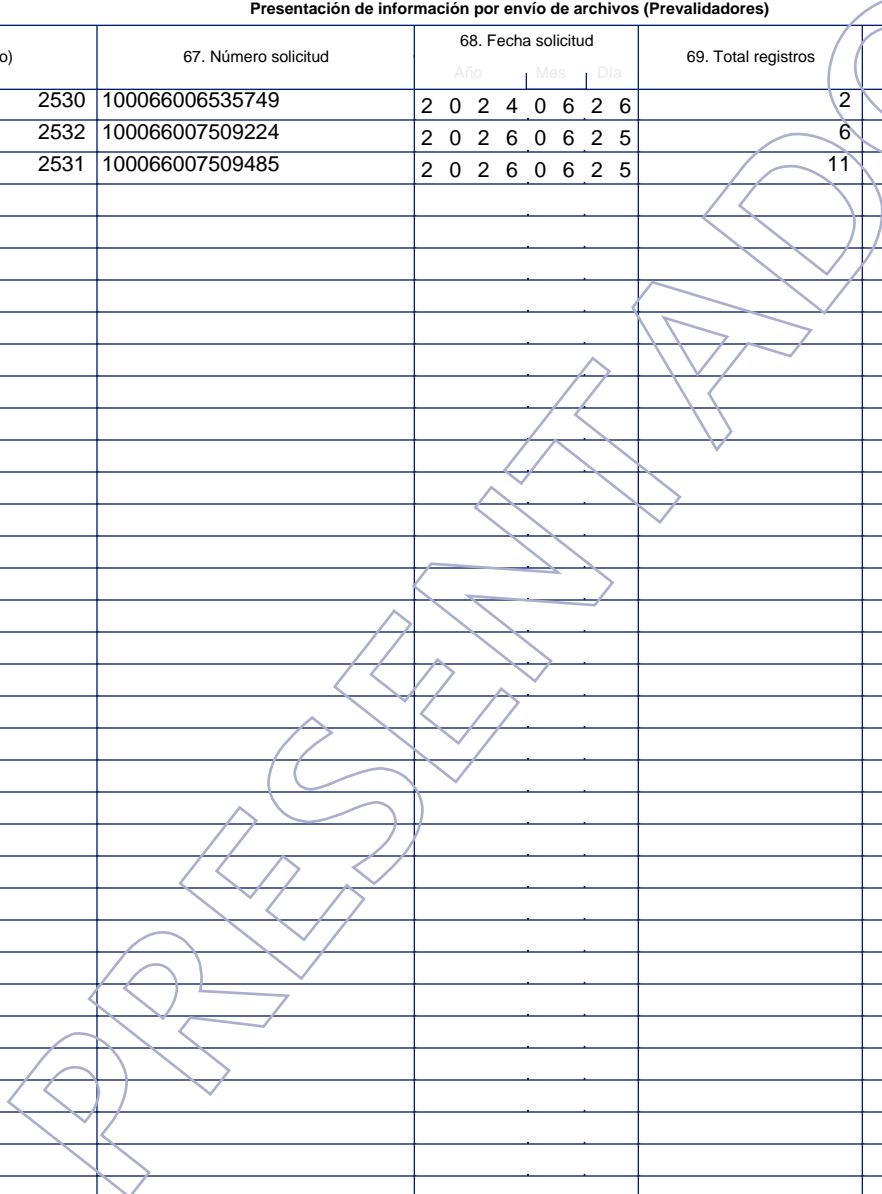 Presentación de información por envío de archivos (Prevalidadores)
o) 67. Número solicitud 68. Fecha solicitud 69. Total registros
Año Mes Día
2530 100066006535749 2 0 2 4 0 6 2 6 2
2532 100066007509224 2 0 2 6 0 6 2 5 6
2531 100066007509485 2 0 2 6 0 6 2 5 11
PRESENTADO